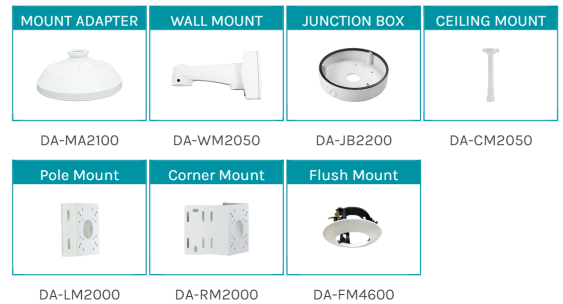 MOUNT ADAPTER WALL MOUNT JUNCTION BOX CEILING MOUNT
DA-MA2100 DA-WM2050 DA-JB2200 DA-CM2050
Pole Mount Corner Mount Flush Mount
DA-LM2000 DA-RM2000 DA-FM4600